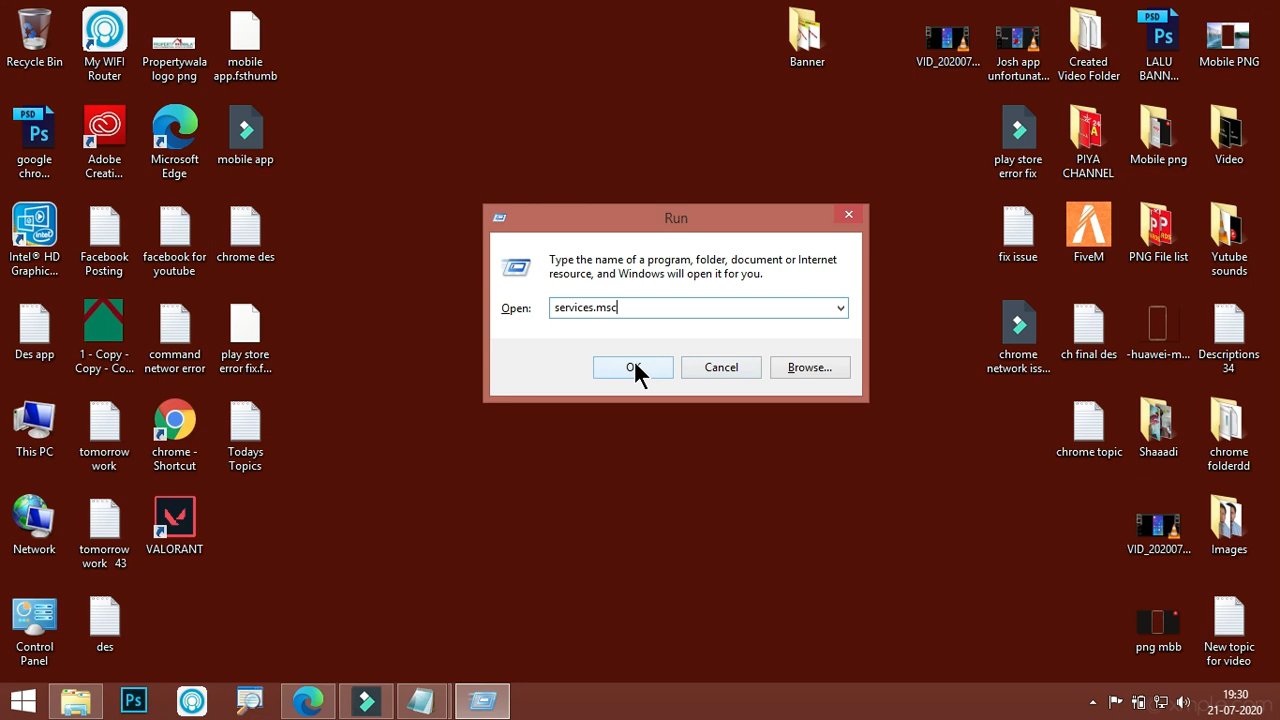 Recycle Bin
My WIFI
Router
Propertywala
logo png
mobile
app.fsthumb
Banner
VID_202007...
Josh app
unfortunat...
Created
Video Folder
PSD
Ps
LALU
BANN...
Mobile PNG
PSD
Ps
google
chro...
Adobe
Creati...
Microsoft
Edge
mobile app
play store
error fix
PIYA
CHANNEL
Mobile png
Video
Intel® HD
Graphic...
Facebook
Posting
facebook for
youtube
chrome des
fix issue
FiveM
PNG File list
Yutube
sounds
Des app
1 - Copy -
Copy - Co...
command
networ error
play store
error fix.f...
chrome
network iss...
ch final des
-huawei-m...
Descriptions
34
This PC
tomorrow
work
chrome -
Shortcut
Todays
Topics
chrome topic
Shaaadi
chrome
folderdd
Network
tomorrow
work 43
VALORANT
VID_202007...
Images
Control
Panel
des
png mbb
New topic
for video
Run
Type the name of a program, folder, document or Internet
resource, and Windows will open it for you.
Open:
services.msc
OK
Cancel
Browse...
Ps
19:30
21-07-2020